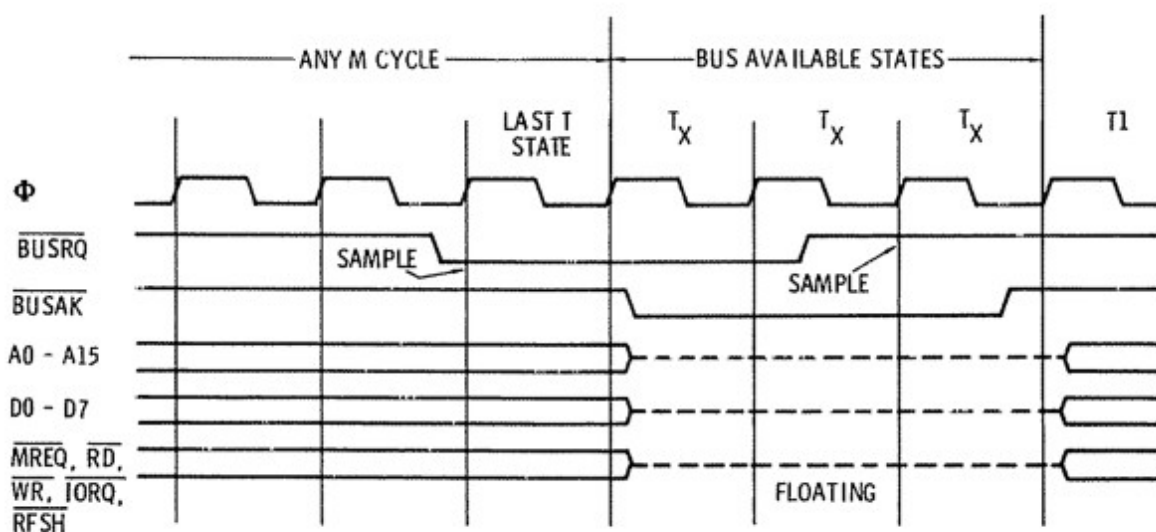 ANY M CYCLE BUS AVAILABLE STATES
LAST T STATE TX TX TX T1
Φ
BUSRQ
SAMPLE SAMPLE
BUSAK
A0 - A15
D0 - D7
MREQ, RD,
WR, IORQ, FLOATING
RFSH